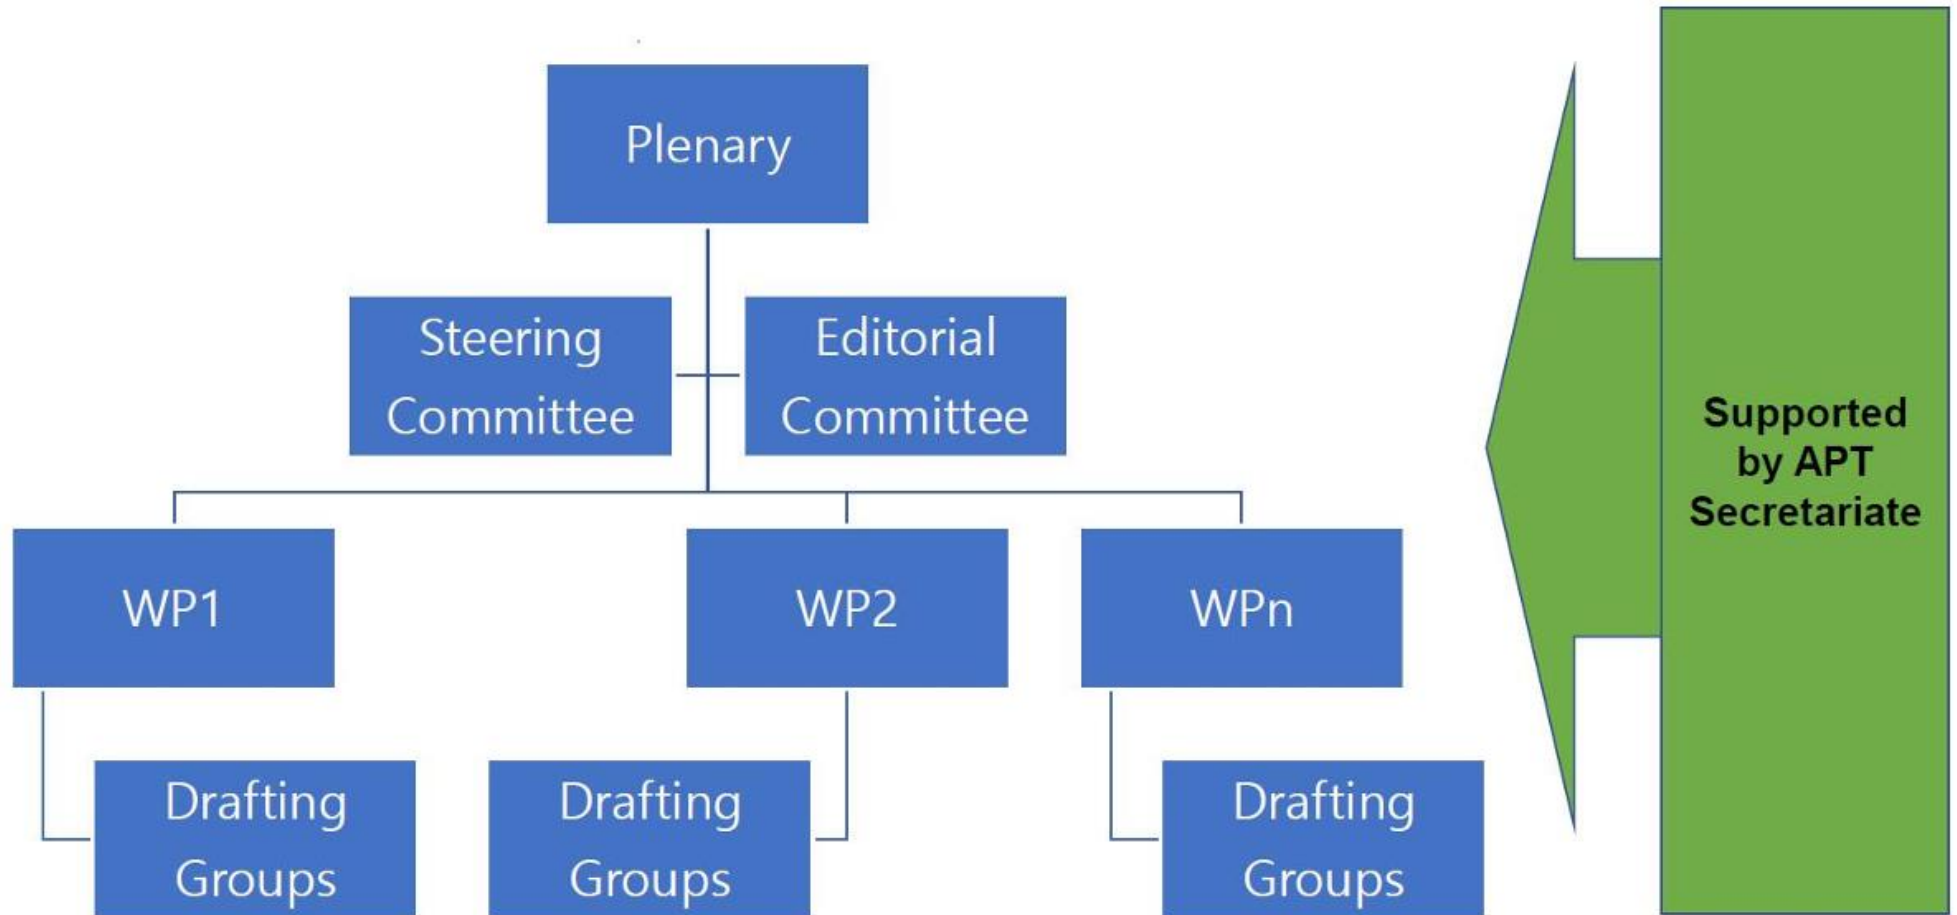 Plenary
Steering
Committee
Editorial
Committee
Supported
by APT
Secretariate
WP1
WP2
WPn
Drafting
Groups
Drafting
Groups
Drafting
Groups